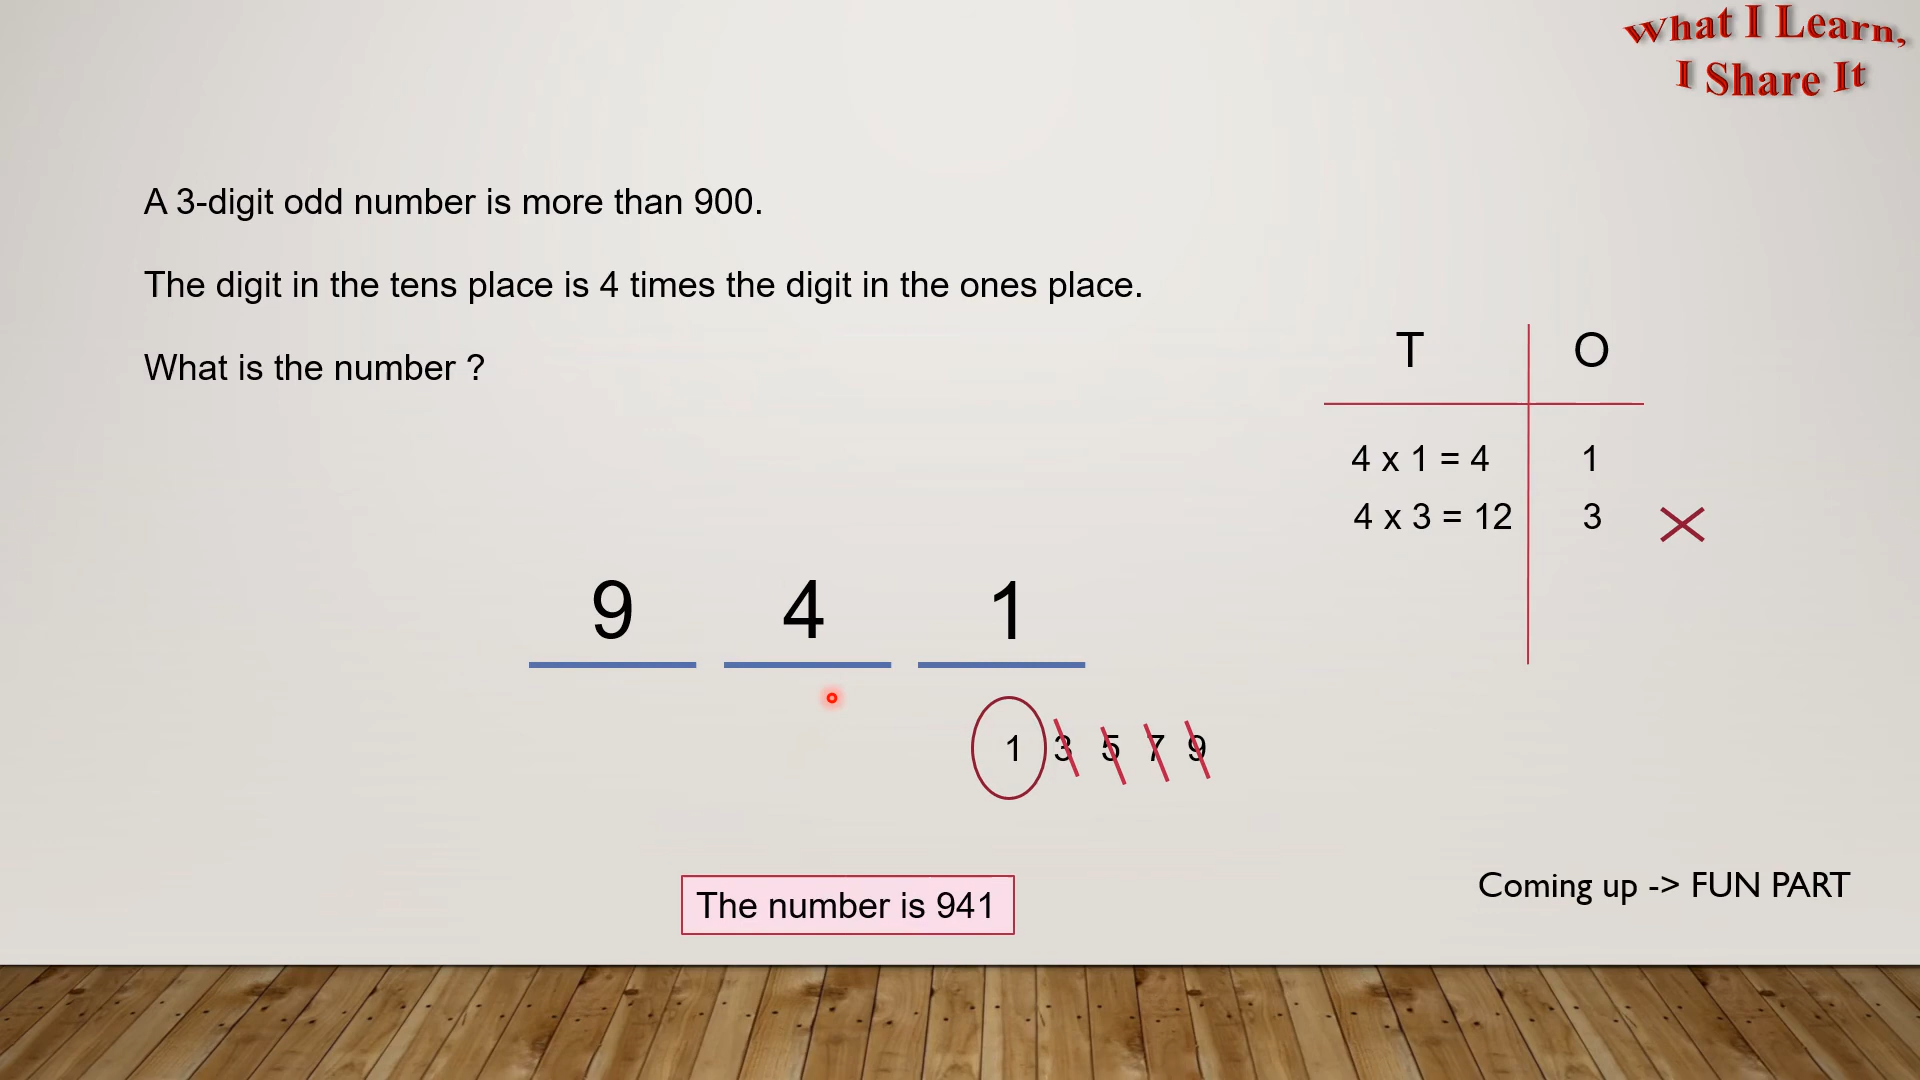 What I Learn,
I Share It
A 3-digit odd number is more than 900.
The digit in the tens place is 4 times the digit in the ones place.
What is the number ?
T O
4 x 1 = 4 1
4 x 3 = 12 3
9 4 1
1 3 5 7 9
The number is 941
Coming up -> FUN PART